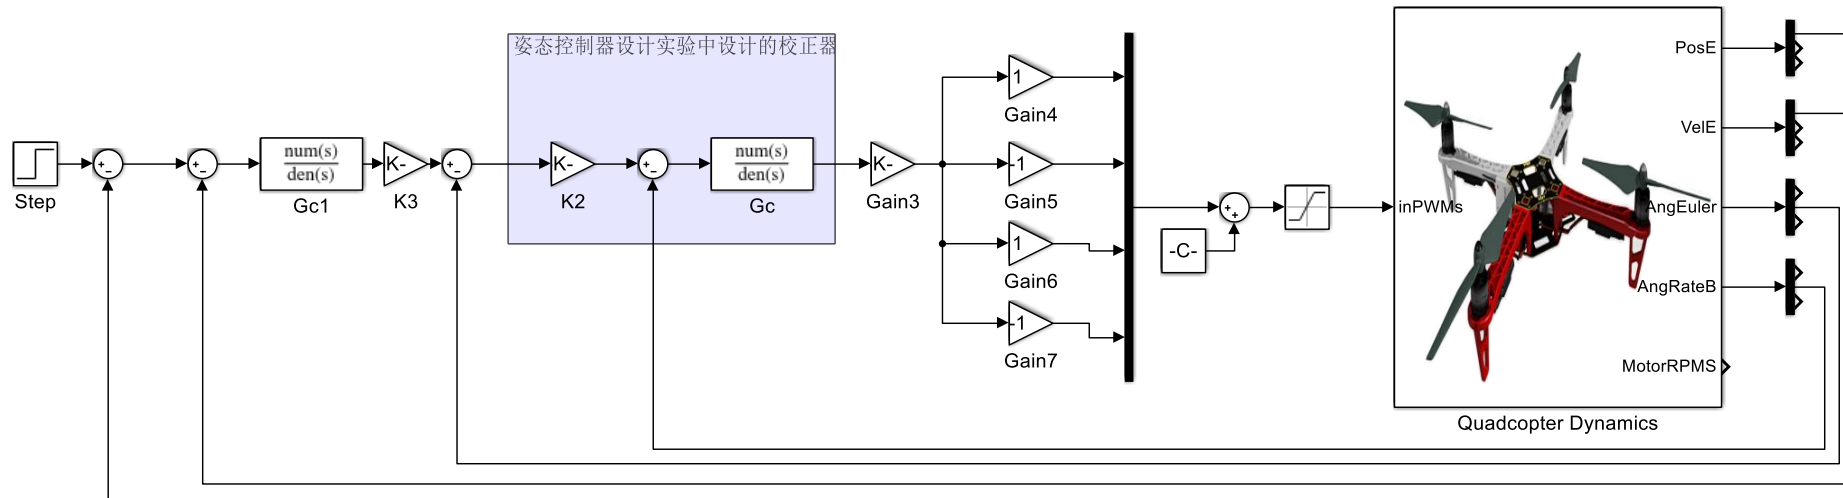 姿态控制器设计实验中设计的校正器
Step
num(s)
den(s)
Gc1
K-
K3
K-
K2
num(s)
den(s)
Gc
K-
Gain3
1
Gain4
-1
Gain5
1
Gain6
-1
Gain7
-C-
inPWMs
PosE
VelE
AngEuler
AngRateB
MotorRPMS
Quadcopter Dynamics